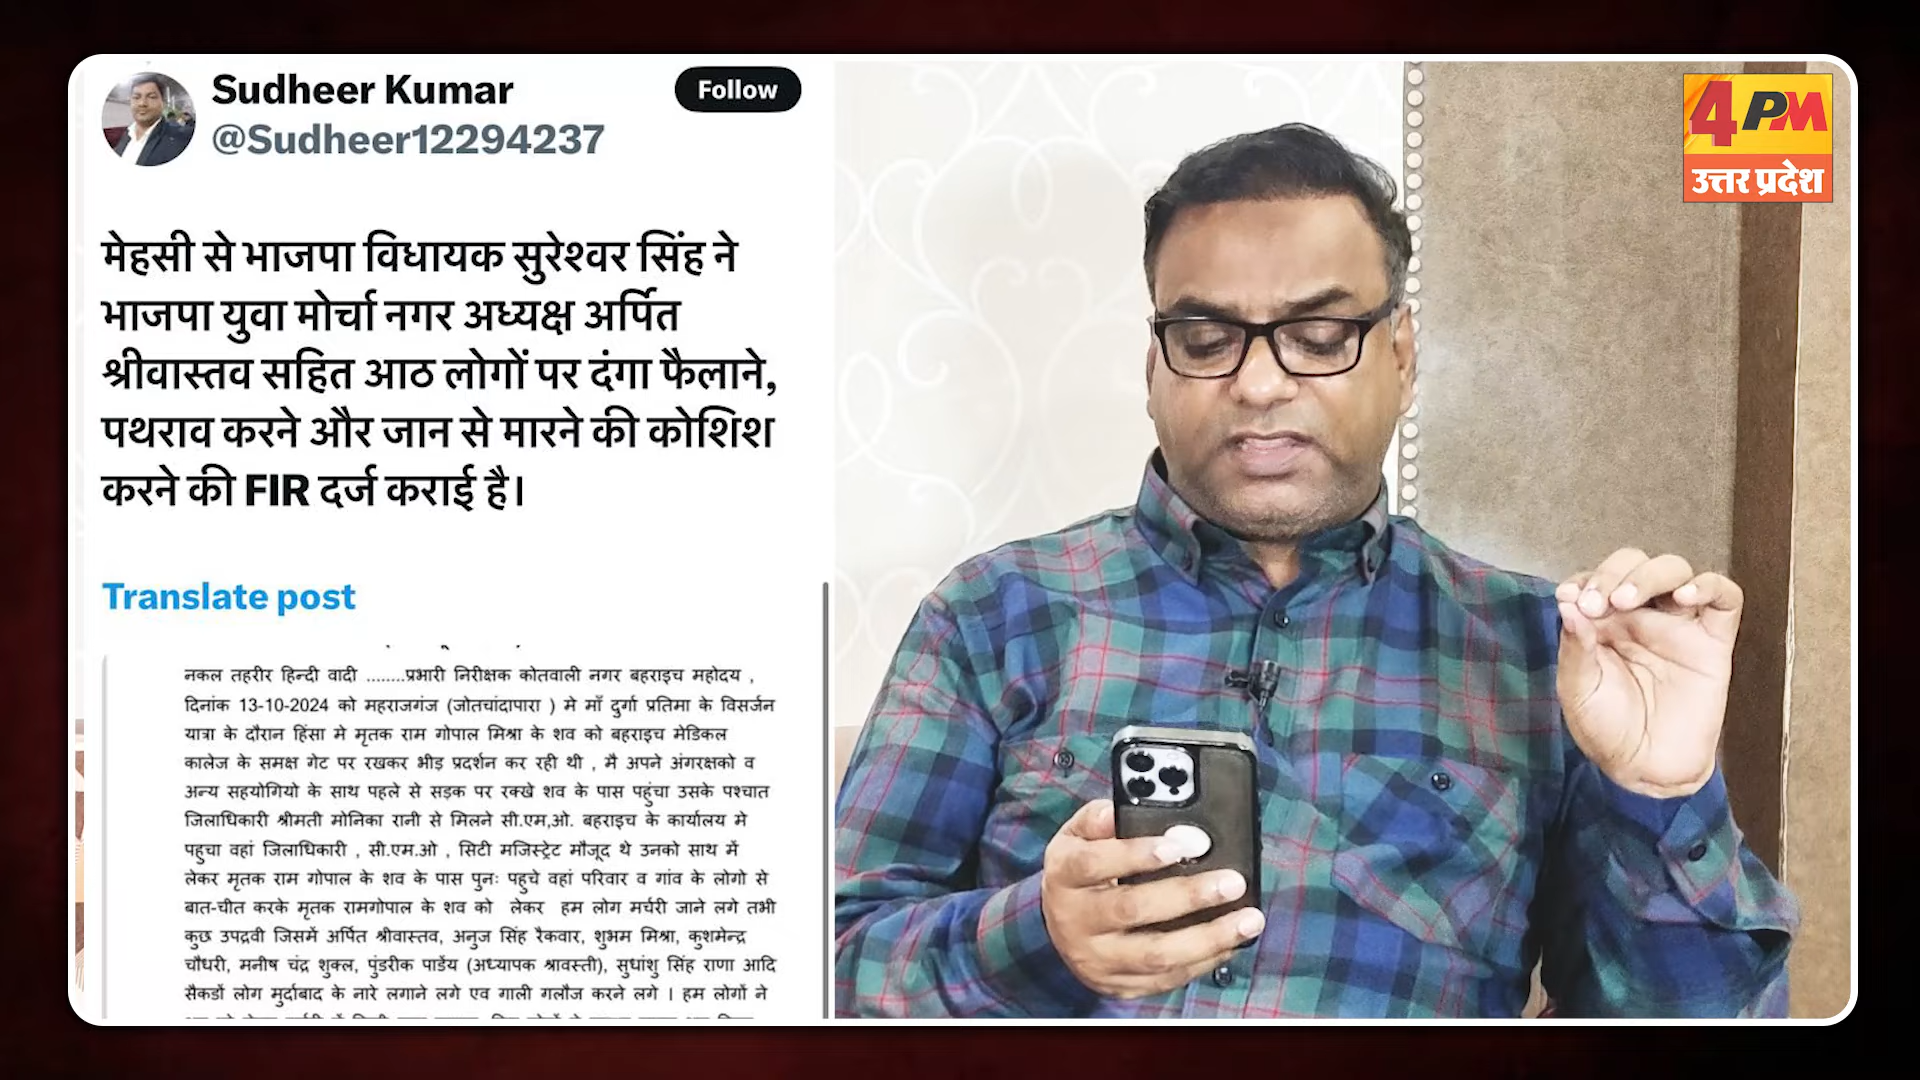 Sudheer Kumar
@Sudheer12294237
Follow
मेहसी से भाजपा विधायक सुरेश्वर सिंह ने
भाजपा युवा मोर्चा नगर अध्यक्ष अर्पित
श्रीवास्तव सहित आठ लोगों पर दंगा फैलाने,
पथराव करने और जान से मारने की कोशिश
करने की FIR दर्ज कराई है।
Translate post
नकल तहरीर हिन्दी वादी ........प्रभारी निरीक्षक कोतवाली नगर बहराइच महोदय ,
दिनांक 13-10-2024 को महराजगंज (जोतचांदापारा ) मे माँ दुर्गा प्रतिमा के विसर्जन
यात्रा के दौरान हिंसा मे मृतक राम गोपाल मिश्रा के शव को बहराइच मेडिकल
कालेज के समक्ष गेट पर रखकर भीड़ प्रदर्शन कर रही थी , मै अपने अंगरक्षको व
अन्य सहयोगियो के साथ पहले से सड़क पर रक्खे शव के पास पहुंचा उसके पश्चात
जिलाधिकारी श्रीमती मोनिका रानी से मिलने सी.एम,ओ. बहराइच के कार्यालय मे
पहुचा वहां जिलाधिकारी , सी.एम.ओ , सिटी मजिस्ट्रेट मौजूद थे उनको साथ में
लेकर मृतक राम गोपाल के शव के पास पुनः पहुचे वहां परिवार व गांव के लोगो से
बात-चीत करके मृतक रामगोपाल के शव को लेकर हम लोग मर्चरी जाने लगे तभी
कुछ उपद्रवी जिसमें अर्पित श्रीवास्तव, अनुज सिंह रैकवार, शुभम मिश्रा, कुशमेन्द्र
चौधरी, मनीष चंद्र शुक्ल, पुंडरीक पाडेंय (अध्यापक श्रावस्ती), सुधांशु सिंह राणा आदि
सैकडों लोग मुर्दाबाद के नारे लगाने लगे एव गाली गलौज करने लगे । हम लोगों ने
4PM
उत्तर प्रदेश